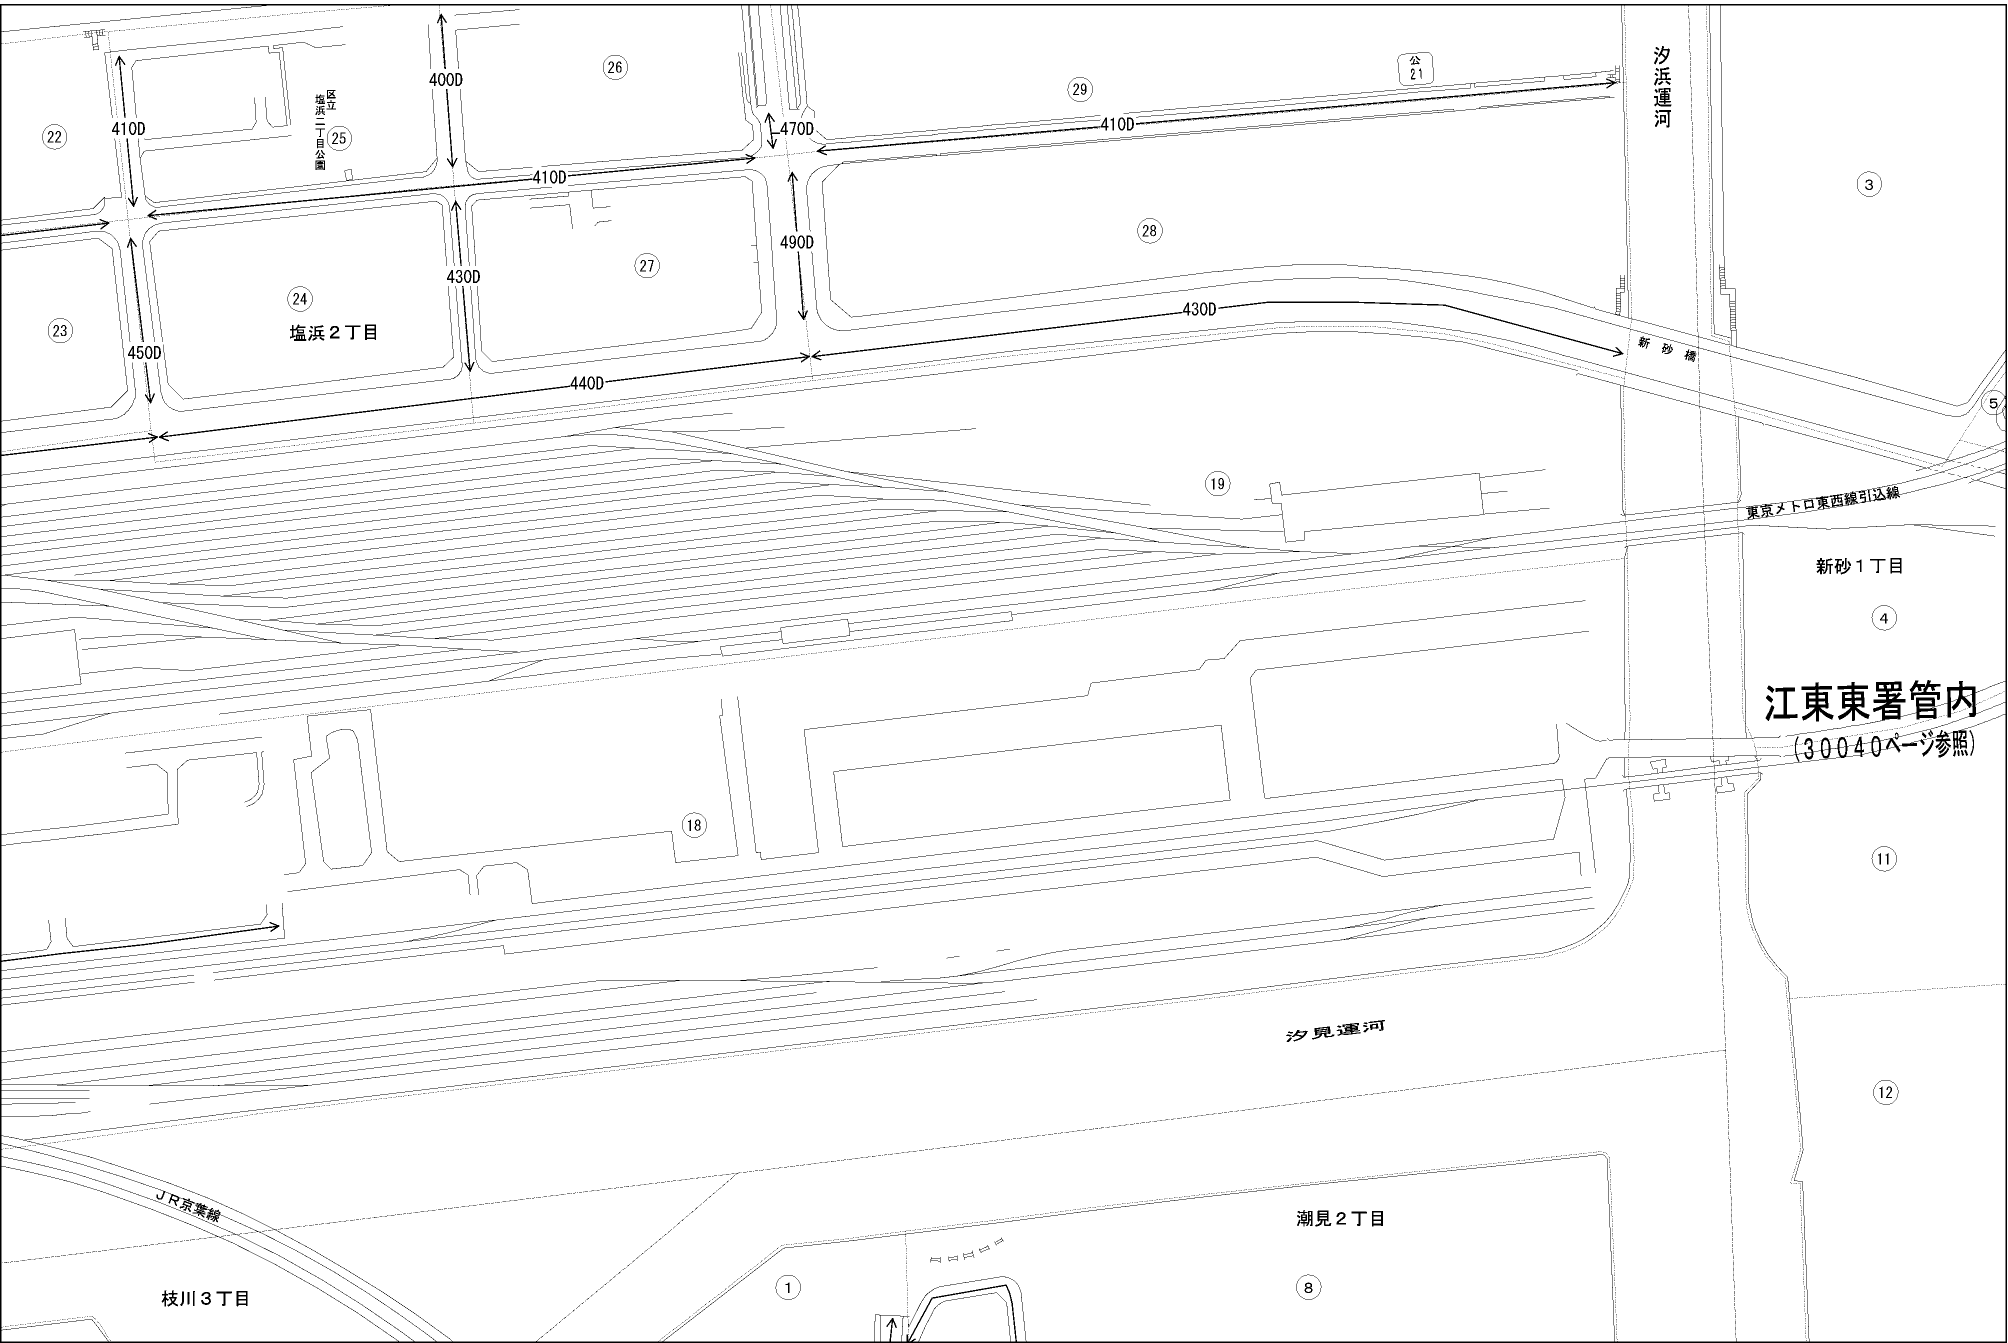 400D
26
公
21
29
汐浜運河
410D
区立
塩浜二丁目公園
25
22
470D
410D
410D
3
28
490D
27
430D
24
塩浜2丁目
23
450D
430D
新砂橋
440D
5
19
東京メトロ東西線引込線
新砂1丁目
4
江東東署管内
(30040ページ参照)
18
11
汐見運河
12
JR京葉線
潮見2丁目
枝川3丁目
1
8